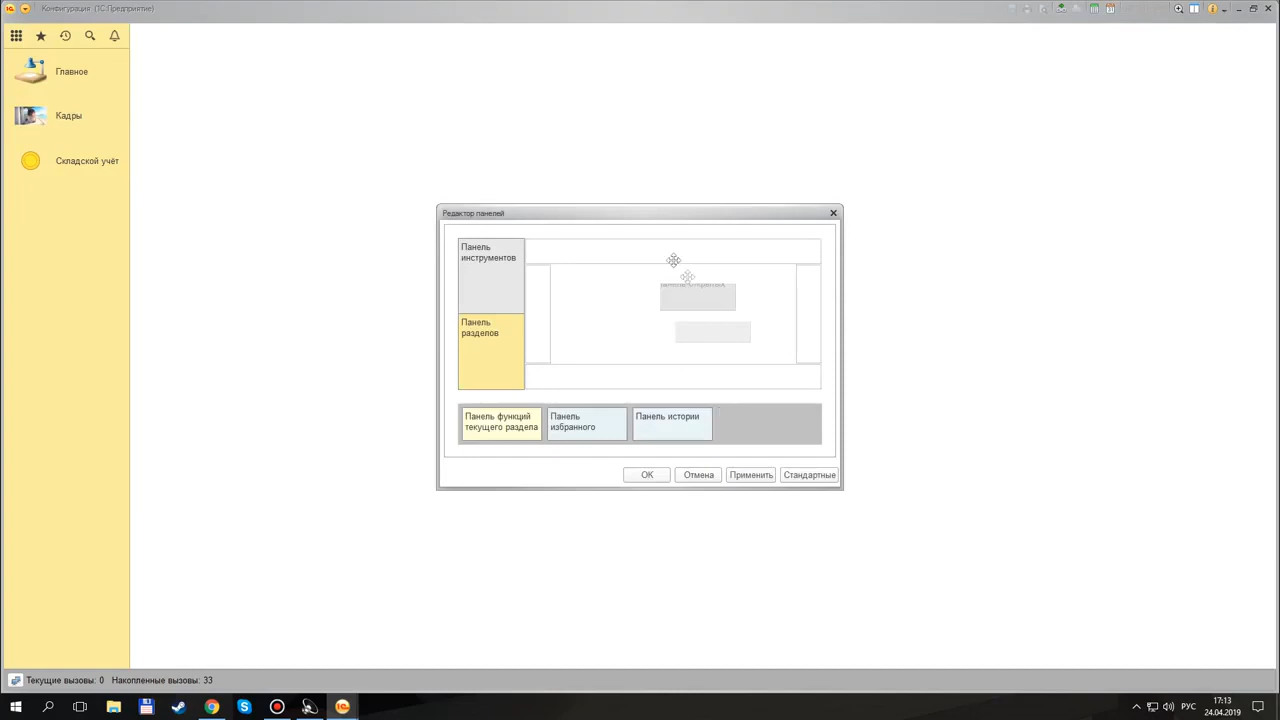 Конфигурация (1С:Предприятие)
Главное
Кадры
Складской учёт
Редактор панелей
Панель
инструментов
Панель
разделов
Панель функций
текущего раздела
Панель
избранного
Панель истории
OK
Отмена
Применить
Стандартные
Текущие вызовы: 0 Накопленные вызовы: 33
РУС
17:13
24.04.2019